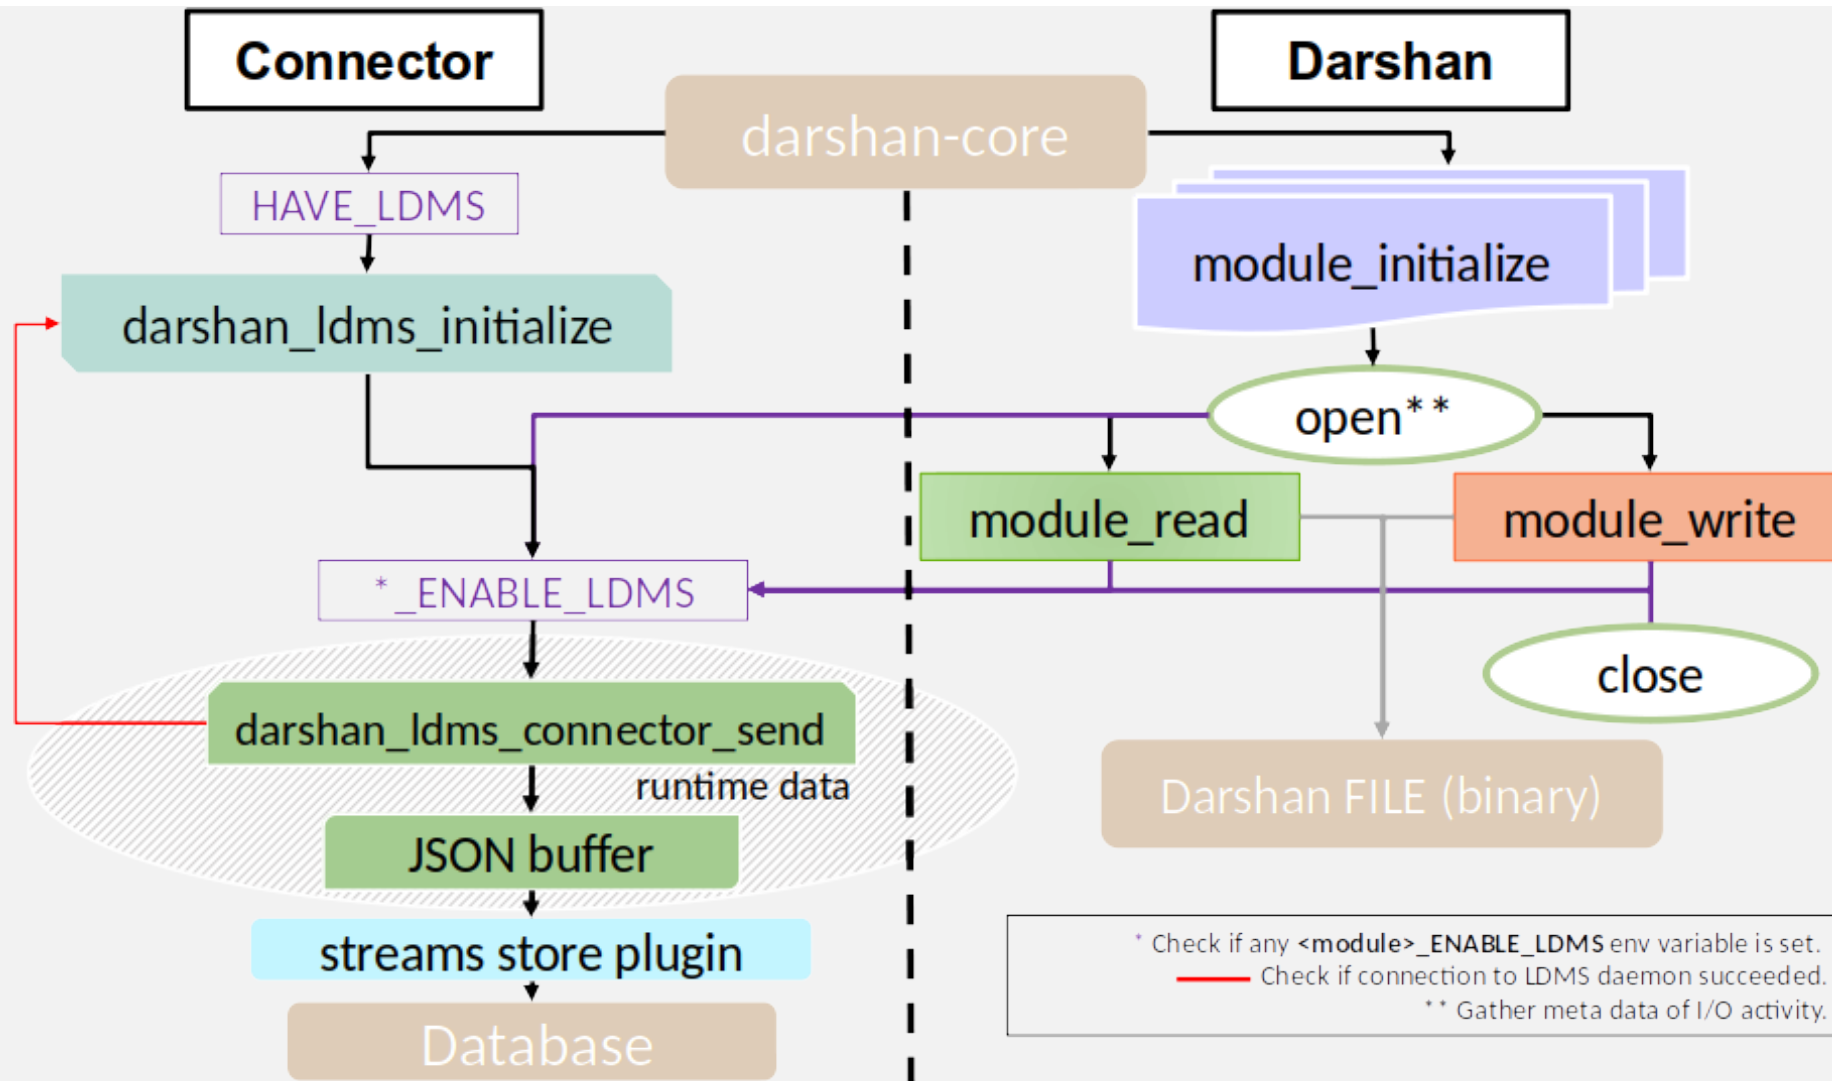 Connector
Darshan
darshan-core
HAVE_LDMS
module_initialize
darshan_ldms_initialize
open**
module_read
module_write
*_ENABLE_LDMS
close
darshan_ldms_connector_send
runtime data
Darshan FILE (binary)
JSON buffer
streams store plugin
Database
* Check if any <module>_ENABLE_LDMS env variable is set.
Check if connection to LDMS daemon succeeded.
** Gather meta data of I/O activity.